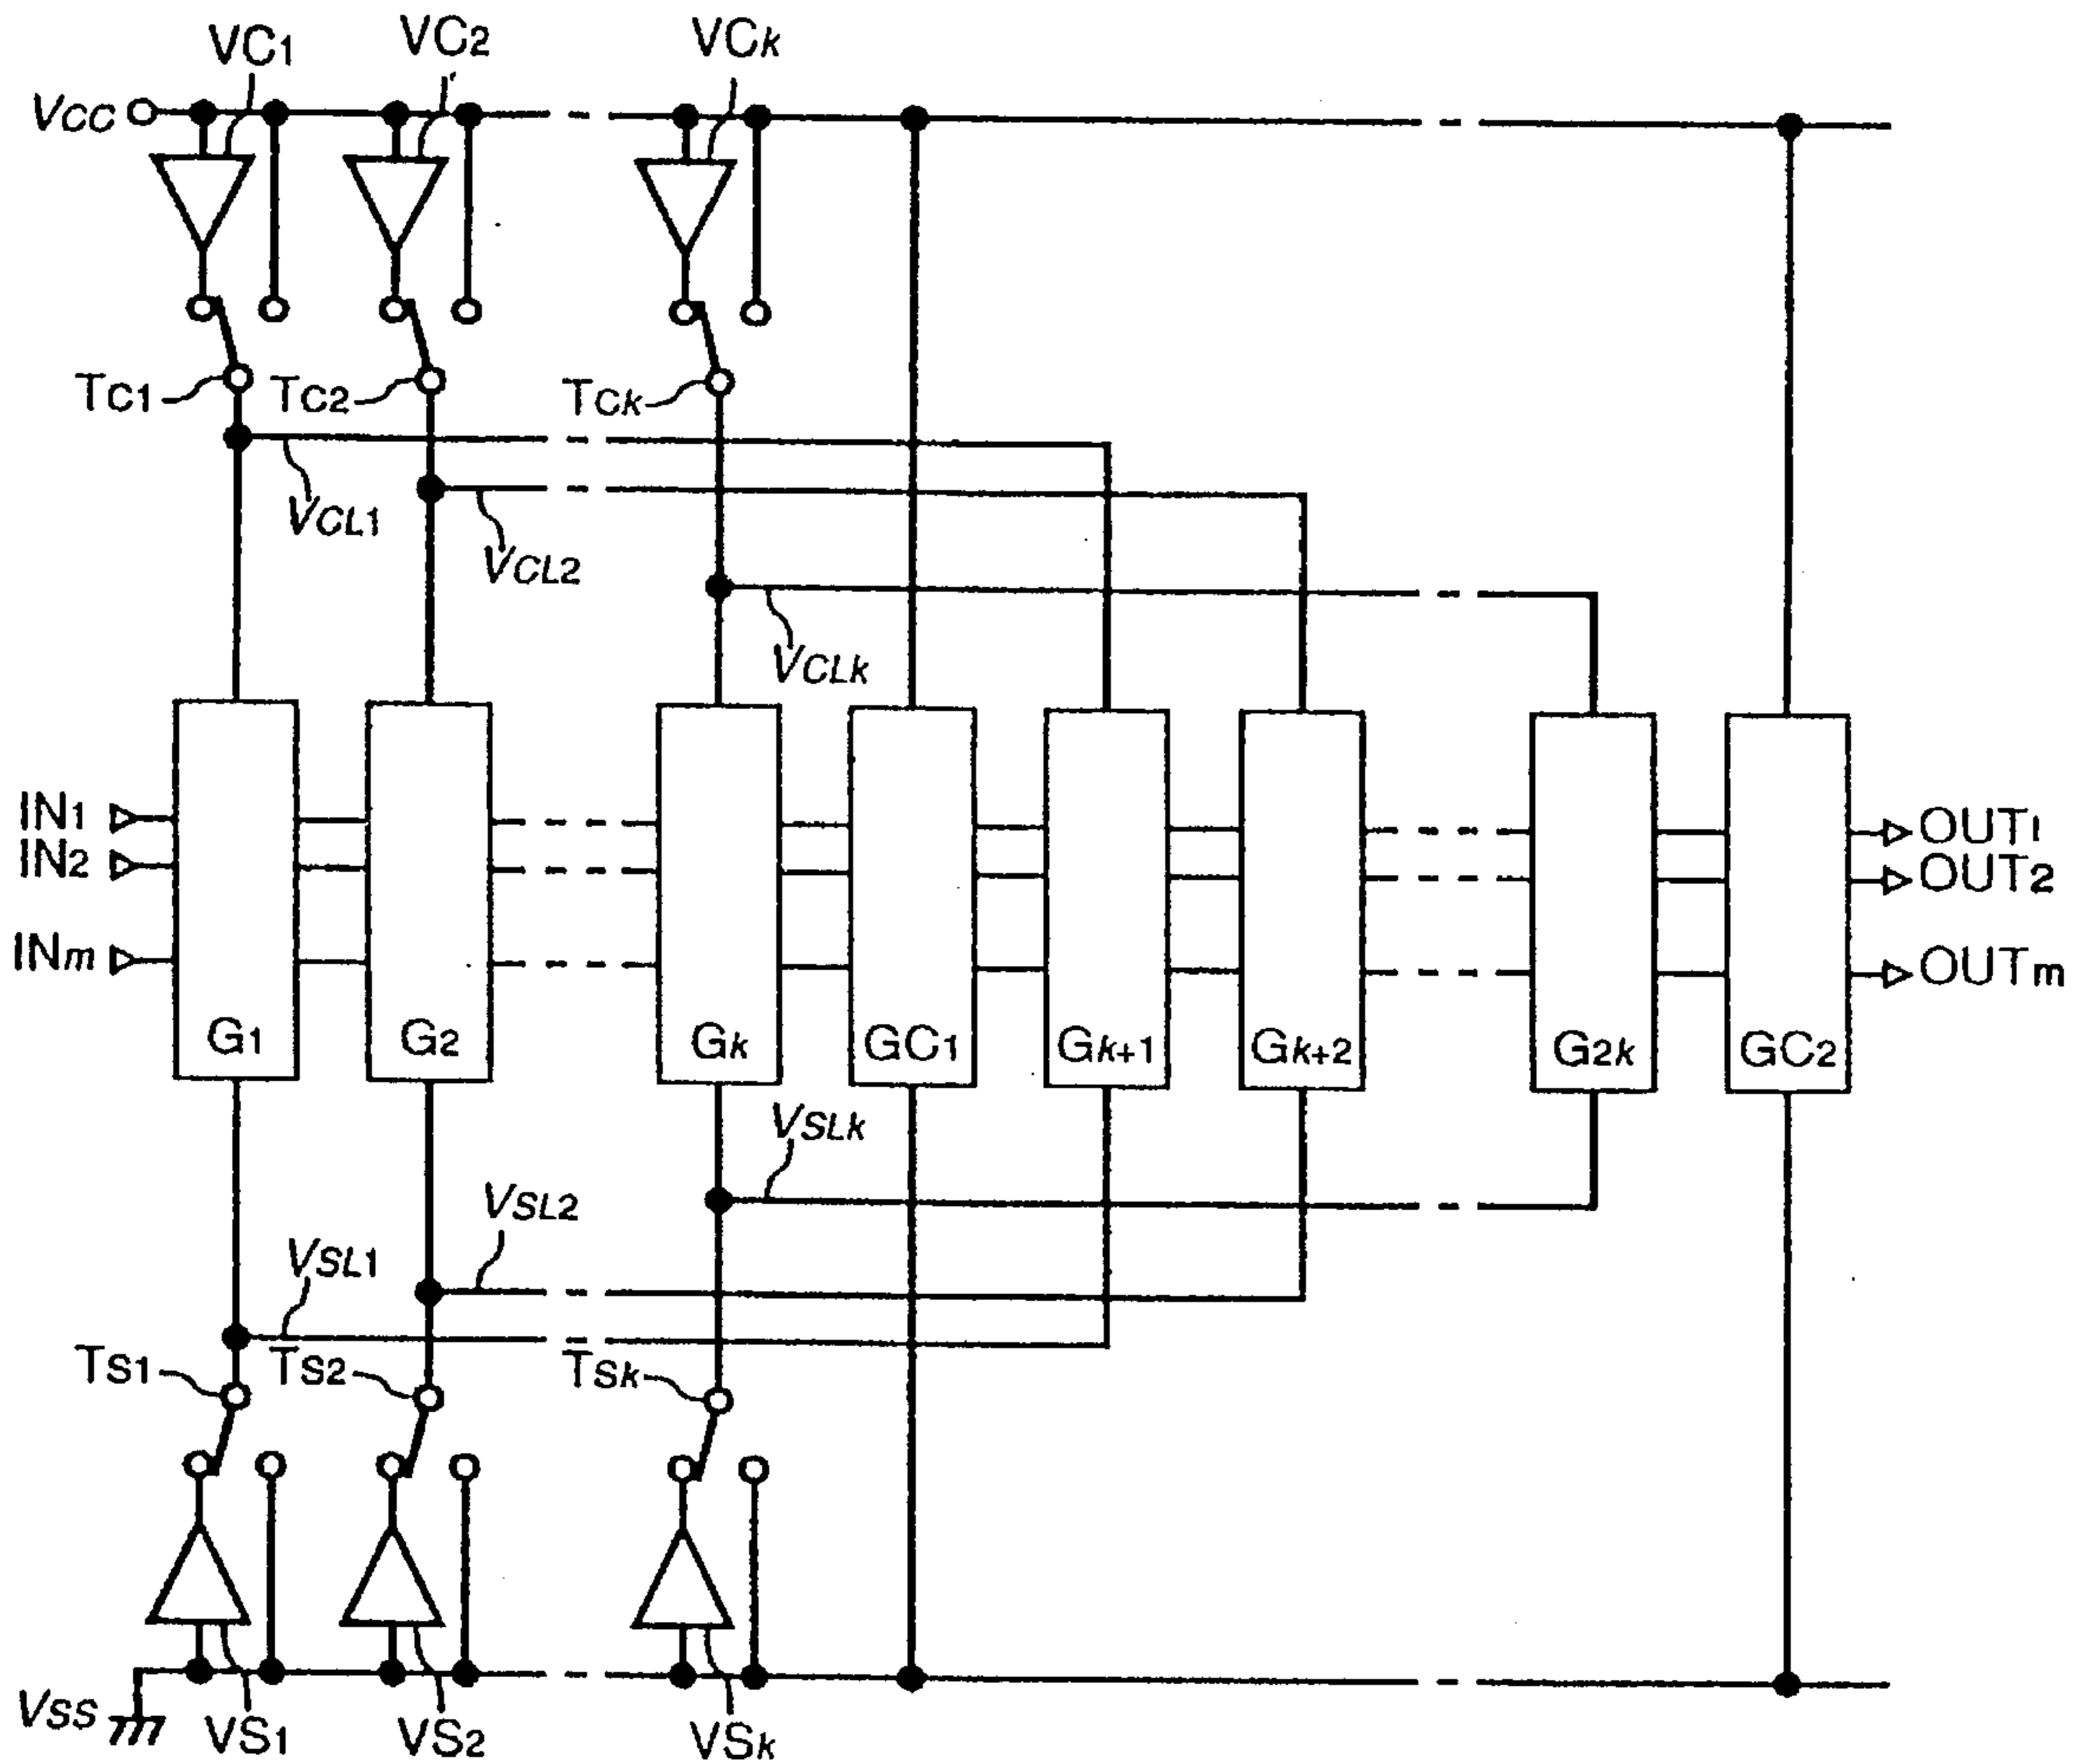 VC1 VC2 VCk
VCC
TC1 TC2 TCk
VCL1
VCL2
VCLk
IN1
IN2
INm
G1 G2 Gk GC1 Gk+1 Gk+2 G2k GC2
OUT1
OUT2
OUTm
VSLk
VSL2
VSL1
TS1 TS2 TSk
VSS
VS1 VS2 VSk